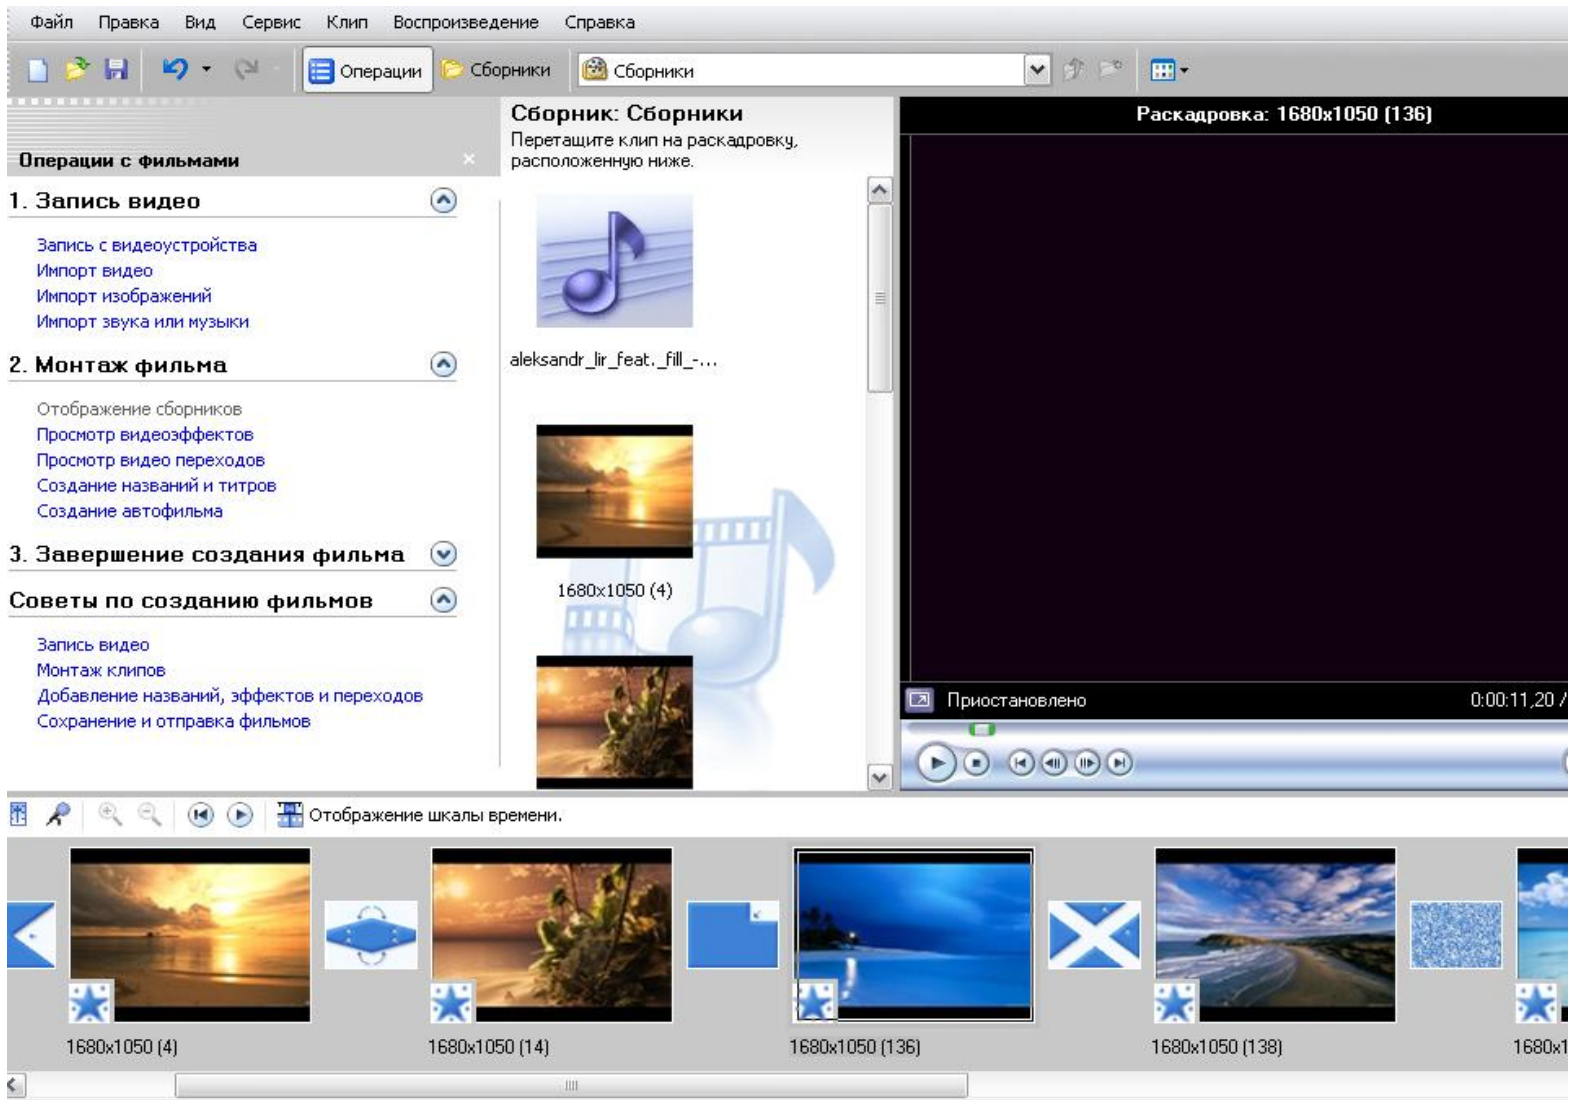 Файл Правка Вид Сервис Клип Воспроизведение Справка
Операции Сборники Сборники
Операции с фильмами
1. Запись видео
Запись с видеоустройства
Импорт видео
Импорт изображений
Импорт звука или музыки
2. Монтаж фильма
Отображение сборников
Просмотр видеоэффектов
Просмотр видео переходов
Создание названий и титров
Создание автофильма
3. Завершение создания фильма
Советы по созданию фильмов
Запись видео
Монтаж клипов
Добавление названий, эффектов и переходов
Сохранение и отправка фильмов
Сборник: Сборники
Перетащите клип на раскадровку,
расположенную ниже.
aleksandr_lir_feat._fill_-...
1680x1050 (4)
Раскадровка: 1680x1050 (136)
Приостановлено 0:00:11,20 /
Отображение шкалы времени.
1680x1050 (4) 1680x1050 (14) 1680x1050 (136) 1680x1050 (138) 1680x1